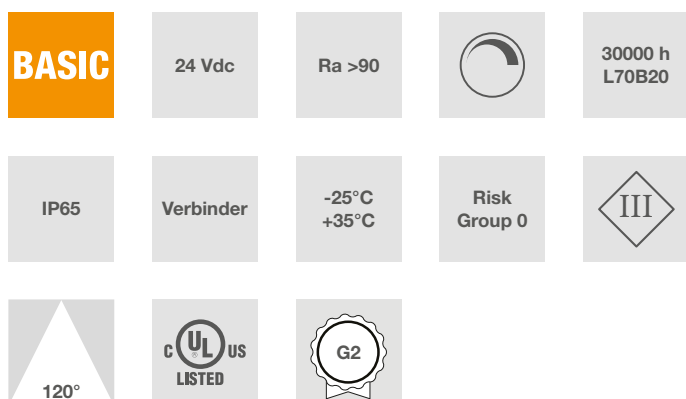 BASIC
24 Vdc
Ra >90
30000 h
L70B20
IP65
Verbinder
-25°C
+35°C
Risk
Group 0
III
120°
C UL ® US
LISTED
G2